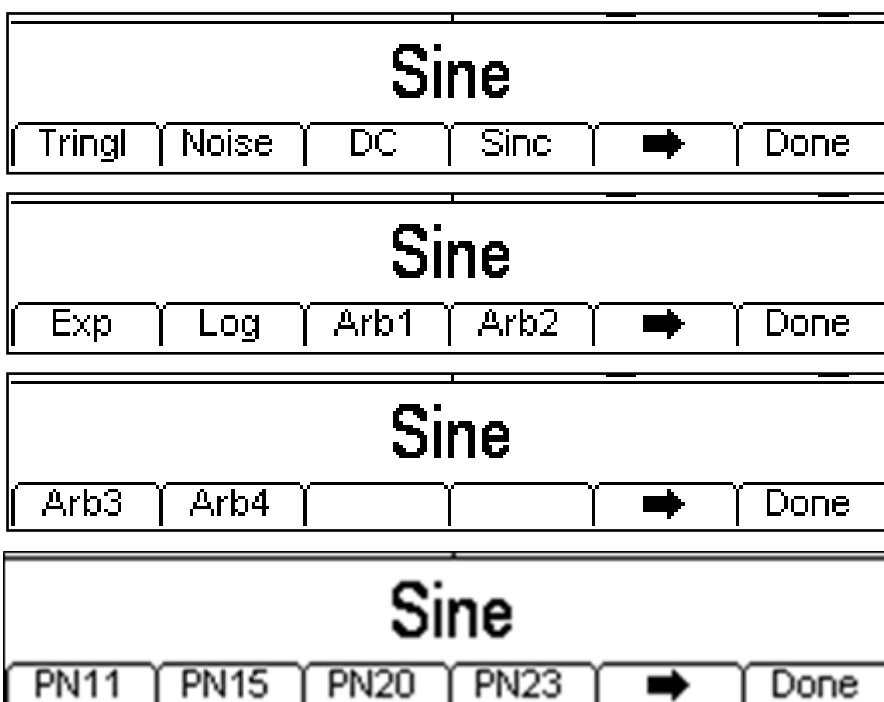 Sine
Tringl Noise DC Sinc ➡ Done
Sine
Exp Log Arb1 Arb2 ➡ Done
Sine
Arb3 Arb4 ➡ Done
Sine
PN11 PN15 PN20 PN23 ➡ Done